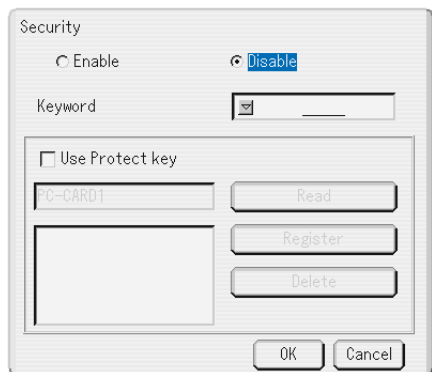 Security
Enable Disable
Keyword
Use Protect key
PC-CARD1 Read
Register
Delete
OK Cancel